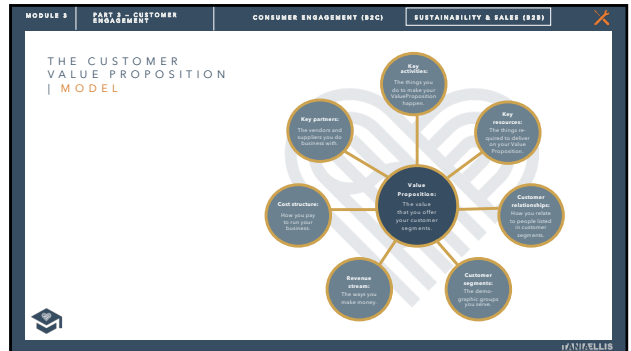 MODULE 3
PART 3 – CUSTOMER
ENGAGEMENT
CONSUMER ENGAGEMENT (B2C)
SUSTAINABILITY & SALES (B2B)
THE CUSTOMER
VALUE PROPOSITION
| MODEL
Key
activities:
The things you
do to make your
ValueProposition
happen.
Key partners:
The vendors and
suppliers you do
business with.
Key
resources:
The things re-
quired to deliver
on your Value
Proposition.
Value
Proposition:
The value
that you offer
your customer
segments.
Cost structure:
How you pay
to run your
business.
Customer
relationships:
How you relate
to people listed
in customer
segments.
Revenue
stream:
The ways you
make money.
Customer
segments:
The demo-
graphic groups
you serve.
TANIAELLIS